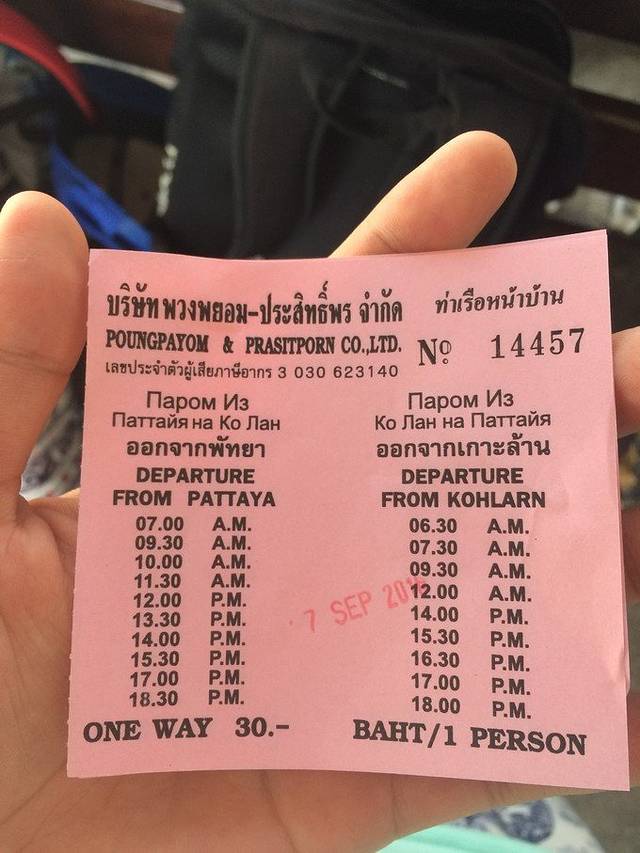 บริษัท พวงพยอม-ประสิทธิ์พร จำกัด ท่าเรือหน้าบ้าน
POUNGPAYOM & PRASITPORN CO.,LTD. Nº 14457
เลขประจำตัวผู้เสียภาษีอากร 3 030 623140
Паром Из
Паттайя на Ко Лан
ออกจากพัทยา
DEPARTURE
FROM PATTAYA
07.00 A.M.
09.30 A.M.
10.00 A.M.
11.30 A.M.
12.00 P.M.
13.30 P.M.
14.00 P.M.
15.30 P.M.
17.00 P.M.
18.30 P.M.
Паром Из
Ко Лан на Паттайя
ออกจากเกาะล้าน
DEPARTURE
FROM KOHLARN
06.30 A.M.
07.30 A.M.
09.30 A.M.
12.00 A.M.
14.00 P.M.
15.30 P.M.
16.30 P.M.
17.00 P.M.
18.00 P.M.
7 SEP
ONE WAY 30.- BAHT/1 PERSON